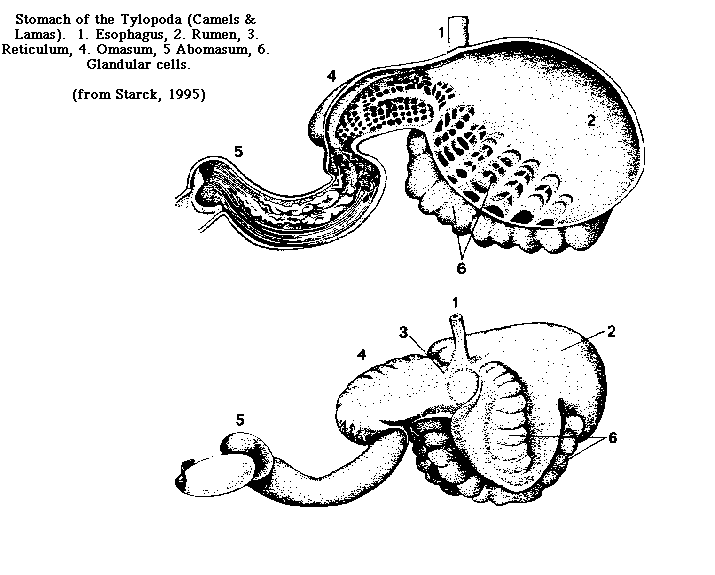 Stomach of the Tylopoda (Camels &
Lamas). 1. Esophagus, 2. Rumen, 3.
Reticulum, 4. Omasum, 5 Abomasum, 6.
Glandular cells.
(from Starck, 1995)
1
4
2
5
6
1
3
2
4
5
6